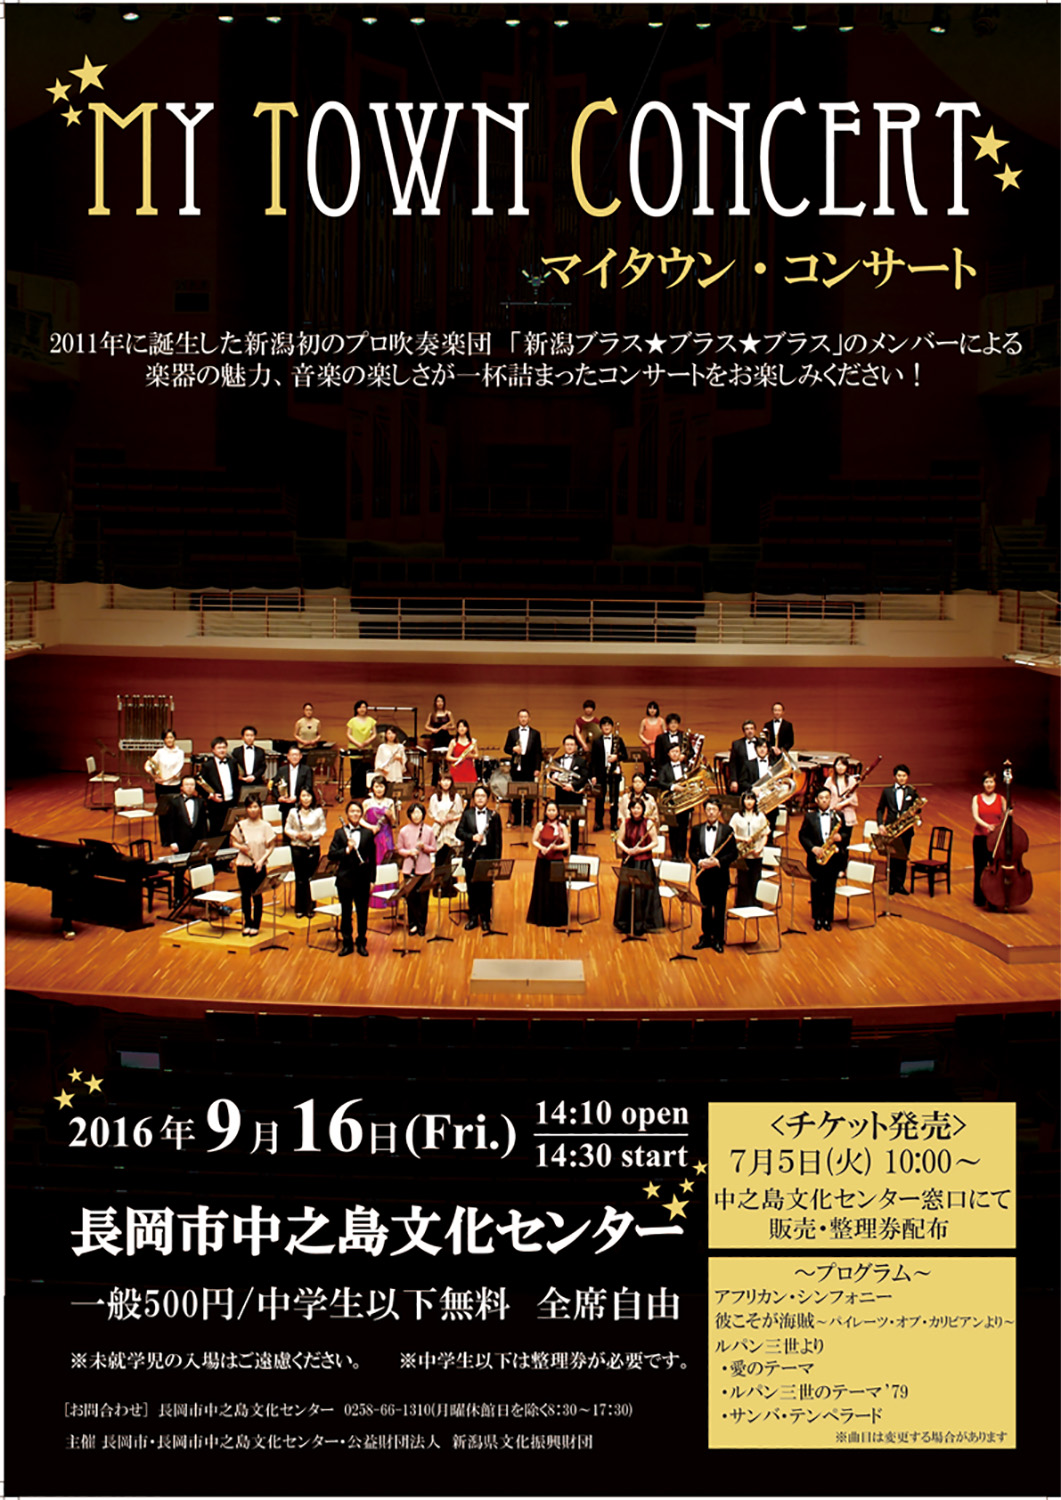 MY TOWN CONCERT
マイタウン・コンサート
2011年に誕生した新潟初のプロ吹奏楽団 「新潟ブラス★ブラス★ブラス」のメンバーによる
楽器の魅力、音楽の楽しさが一杯詰まったコンサートをお楽しみください！
2016年 9月16日(Fri.)
14:10 open
14:30 start
長岡市中之島文化センター
一般500円/中学生以下無料 全席自由
※未就学児の入場はご遠慮ください。 ※中学生以下は整理券が必要です。
［お問合わせ］長岡市中之島文化センター 0258-66-1310(月曜休館日を除く8:30～17:30)
主催 長岡市・長岡市中之島文化センター・公益財団法人 新潟県文化振興財団
<チケット発売>
7月5日(火) 10:00～
中之島文化センター窓口にて
販売・整理券配布
～プログラム～
アフリカン・シンフォニー
彼こそが海賊～パイレーツ・オブ・カリビアンより～
ルパン三世より
・愛のテーマ
・ルパン三世のテーマ’79
・サンバ・テンペラード
※曲目は変更する場合があります